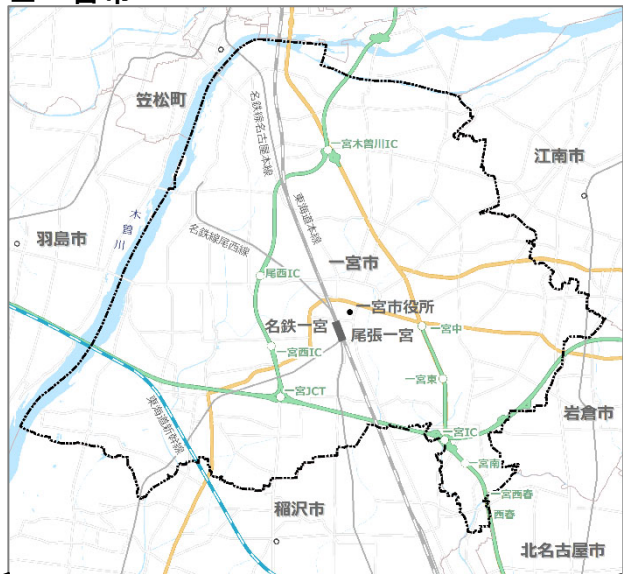 笠松町
名鉄線名古屋本線
一宮木曽川IC
江南市
木曽川
東海道本線
羽島市
名鉄線尾西線
一宮市
尾西IC
一宮市役所
名鉄一宮
尾張一宮
一宮中
一宮西IC
一宮東
一宮JCT
東海道新幹線
岩倉市
一宮IC
一宮南
稲沢市
一宮西春
西春
北名古屋市